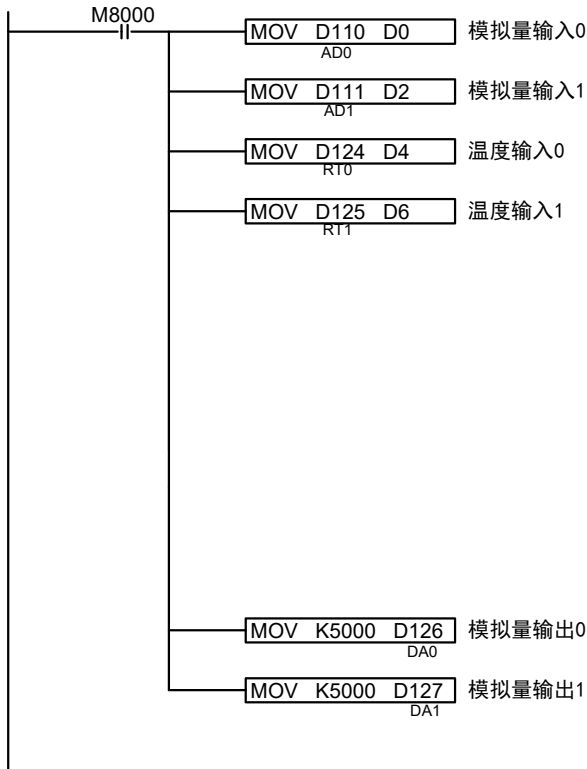 M8000
MOV D110 D0 模拟量输入0
AD0
MOV D111 D2 模拟量输入1
AD1
MOV D124 D4 温度输入0
RT0
MOV D125 D6 温度输入1
RT1
MOV K5000 D126 模拟量输出0
DA0
MOV K5000 D127 模拟量输出1
DA1